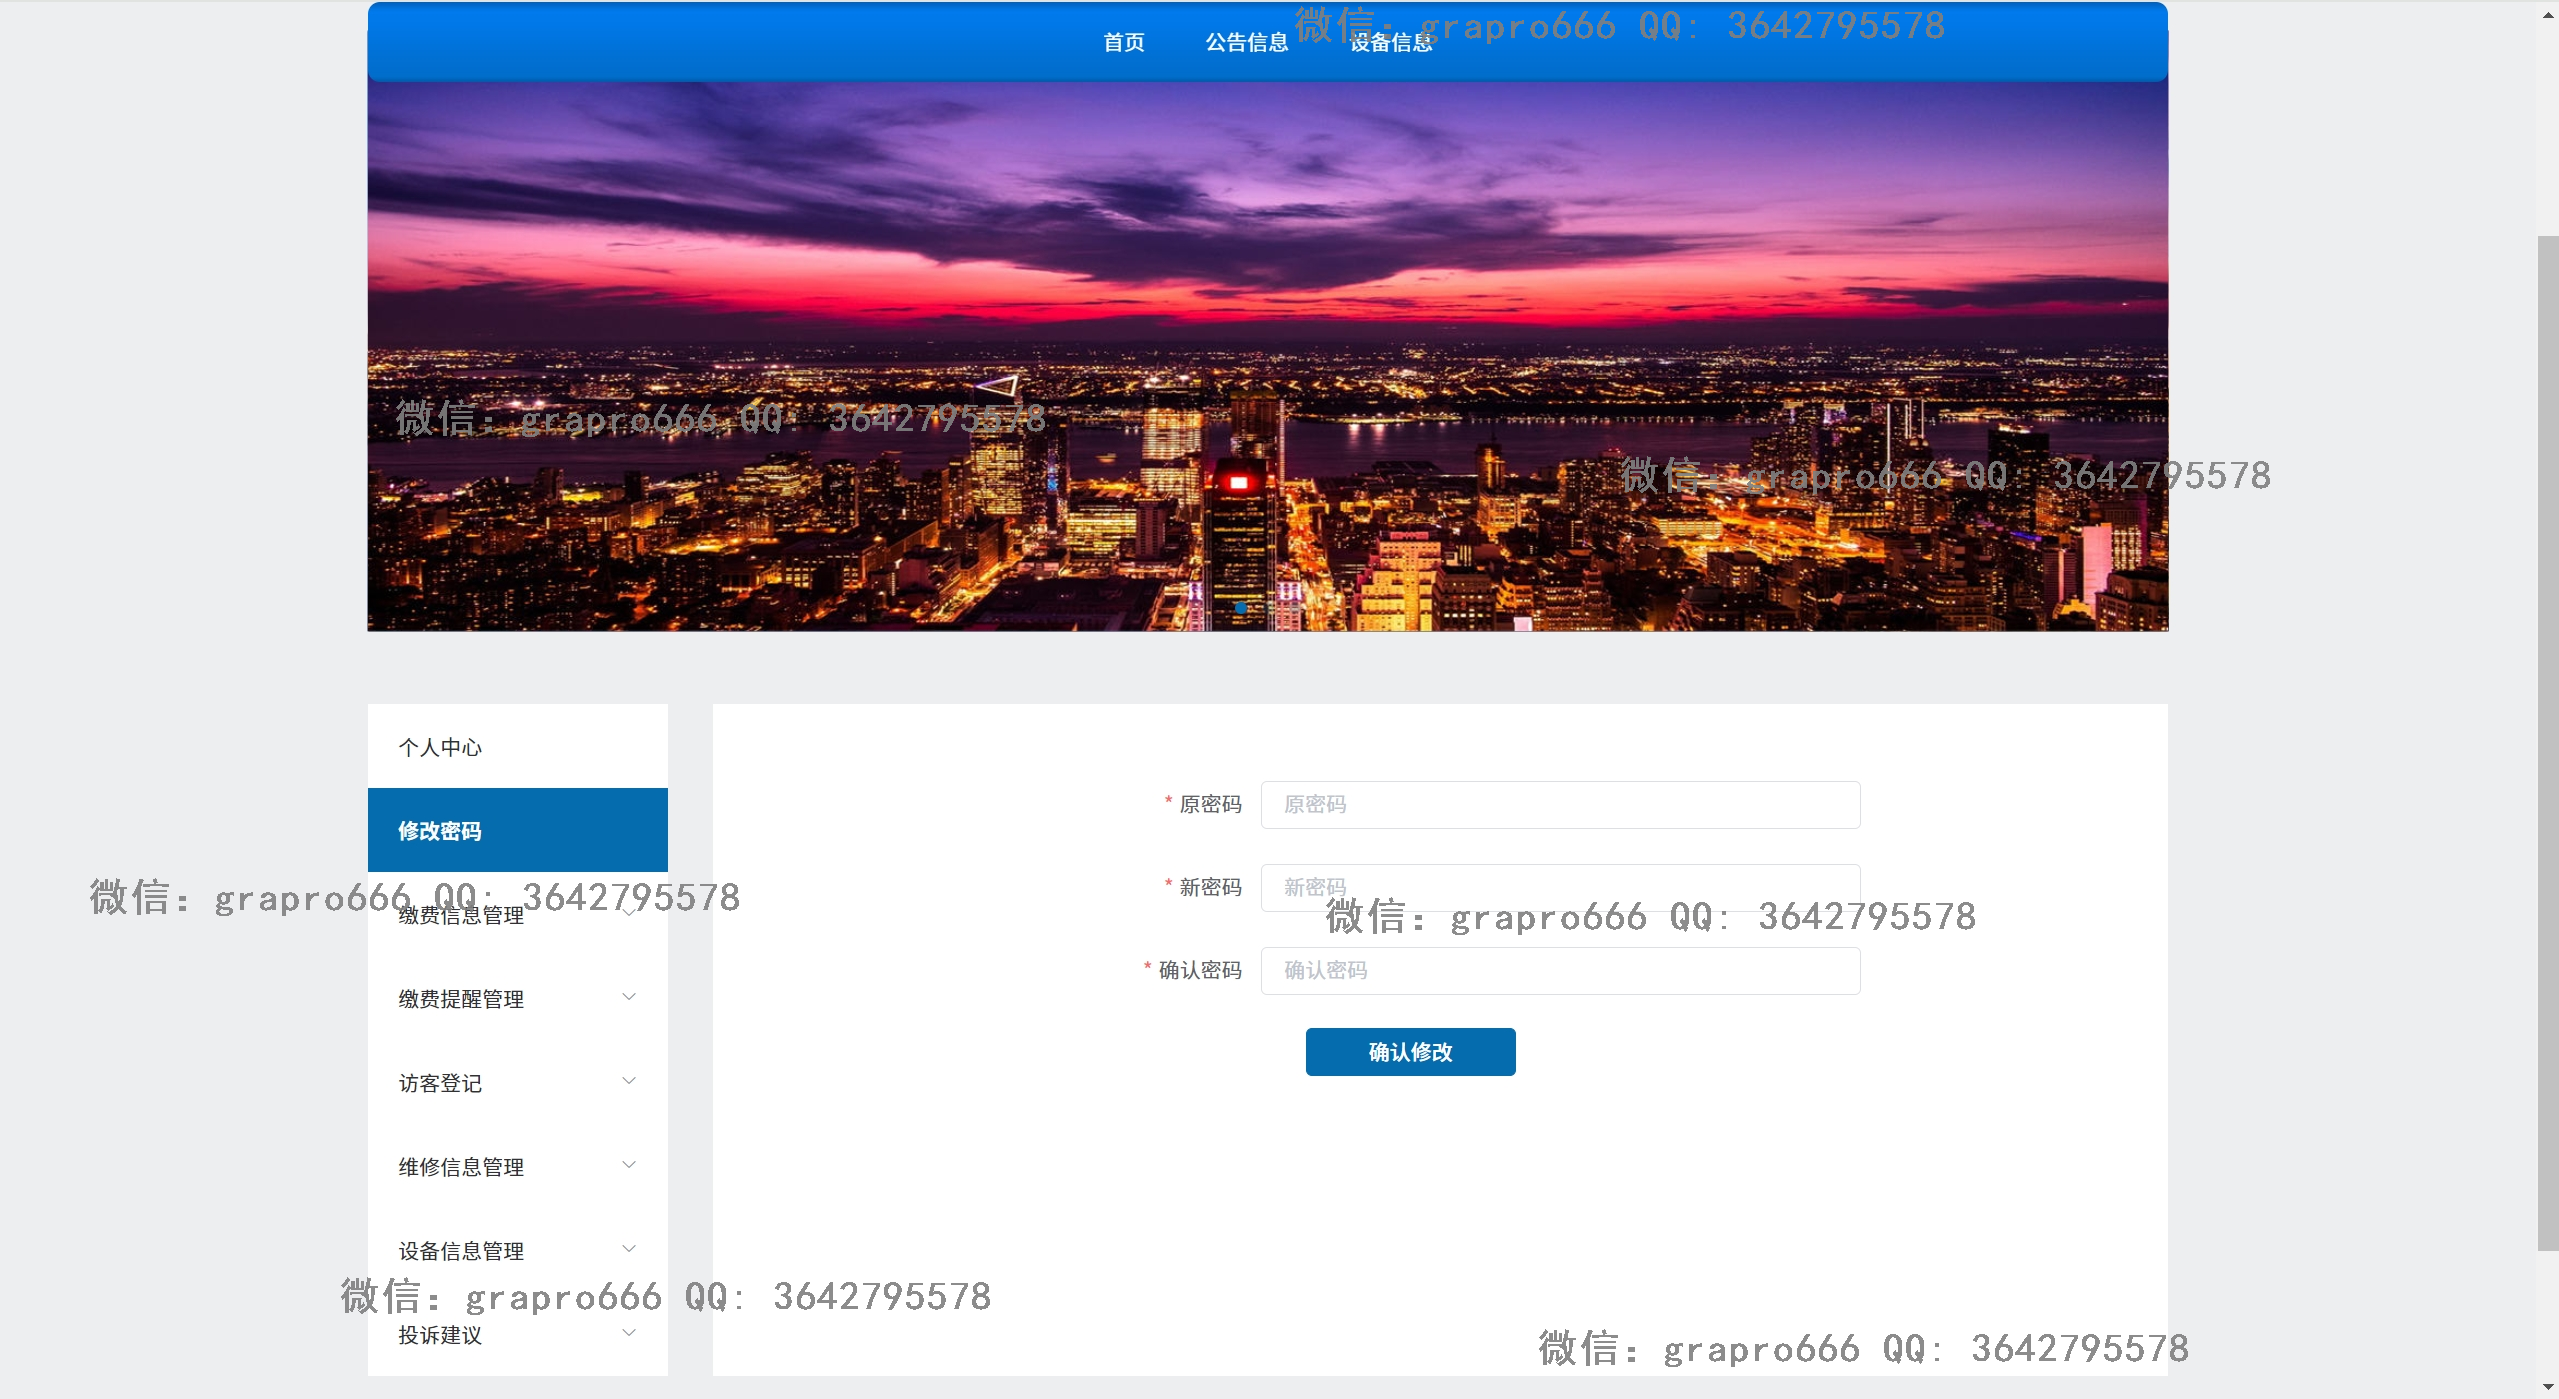 首页 公告信息 设备信息
微信：grapro666 QQ: 3642795578
微信：grapro666 QQ: 3642795578
微信：grapro666 QQ: 3642795578
个人中心
修改密码
缴费信息管理
缴费提醒管理
访客登记
维修信息管理
设备信息管理
投诉建议
* 原密码 原密码
* 新密码 新密码
* 确认密码 确认密码
确认修改
微信：grapro666 QQ: 3642795578
微信：grapro666 QQ: 3642795578
微信：grapro666 QQ: 3642795578
微信：grapro666 QQ: 3642795578